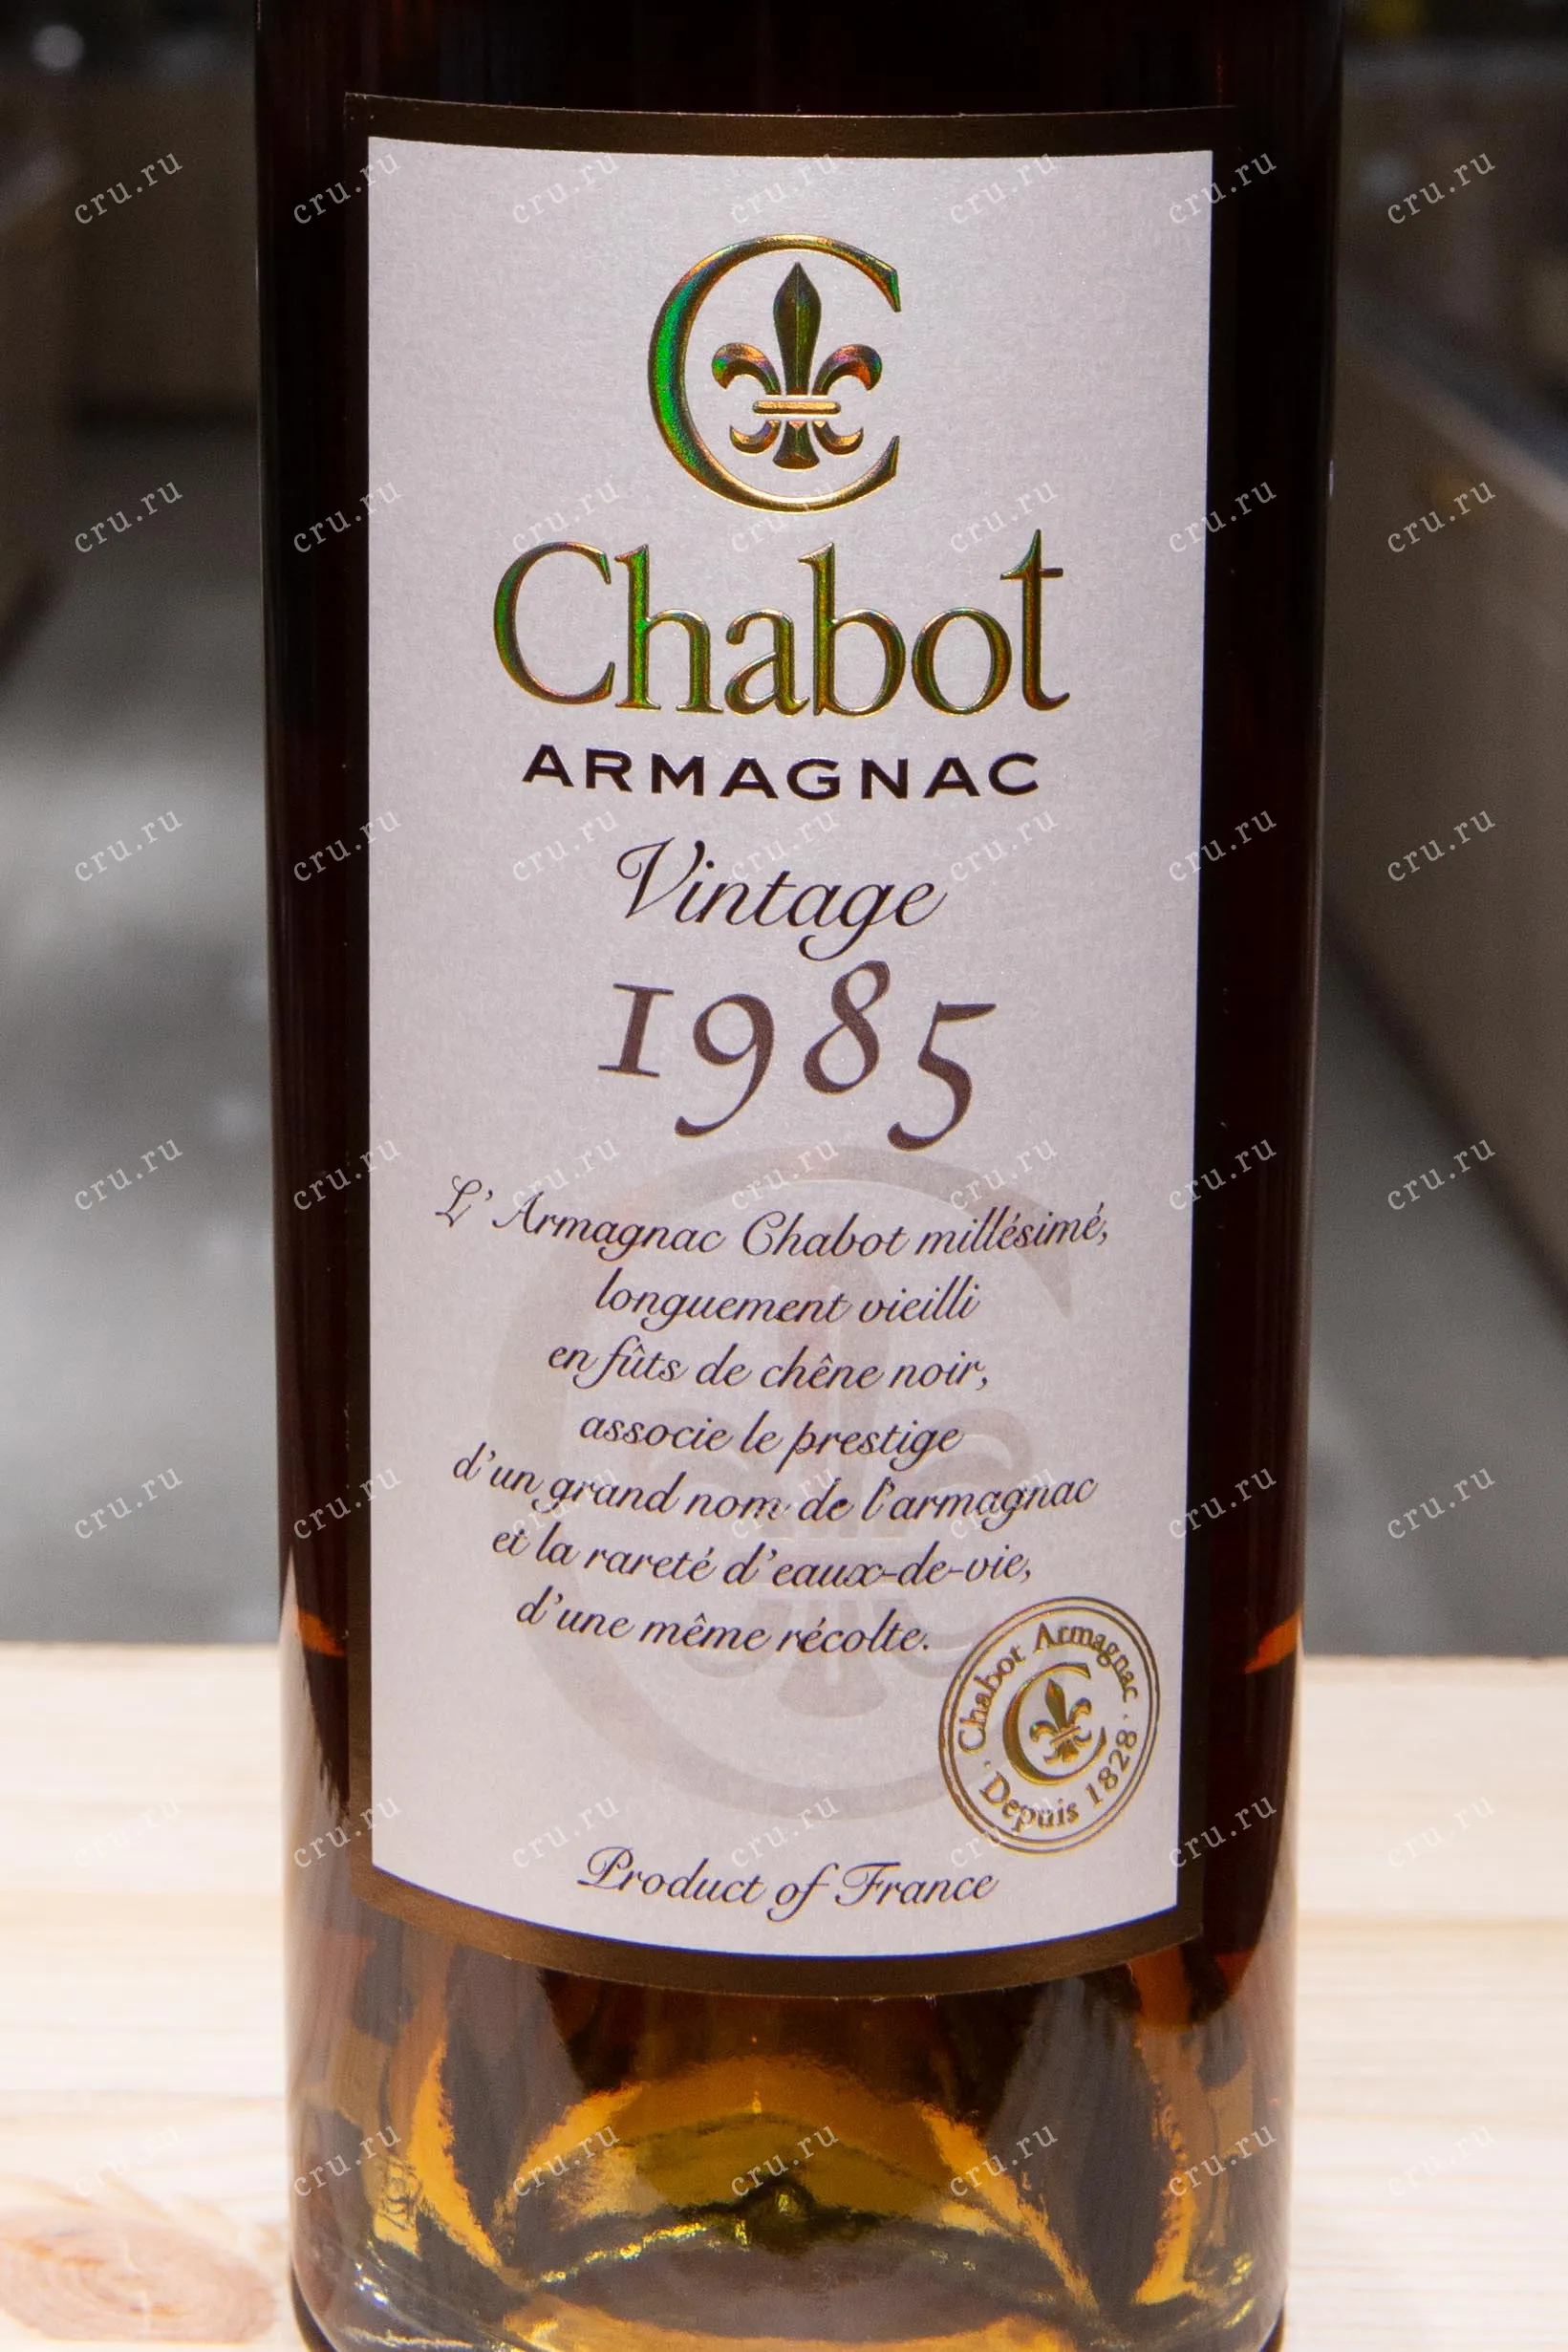 Chabot
ARMAGNAC
Vintage
1985
L'Armagnac Chabot millésimé,
longuement vieilli
en fûts de chêne noir,
associe le prestige
d'un grand nom de l'armagnac
et la rareté d'eaux-de-vie,
d'une même récolte.
Chabot Armagnac
· Depuis 1828 ·
Product of France
cru.ru